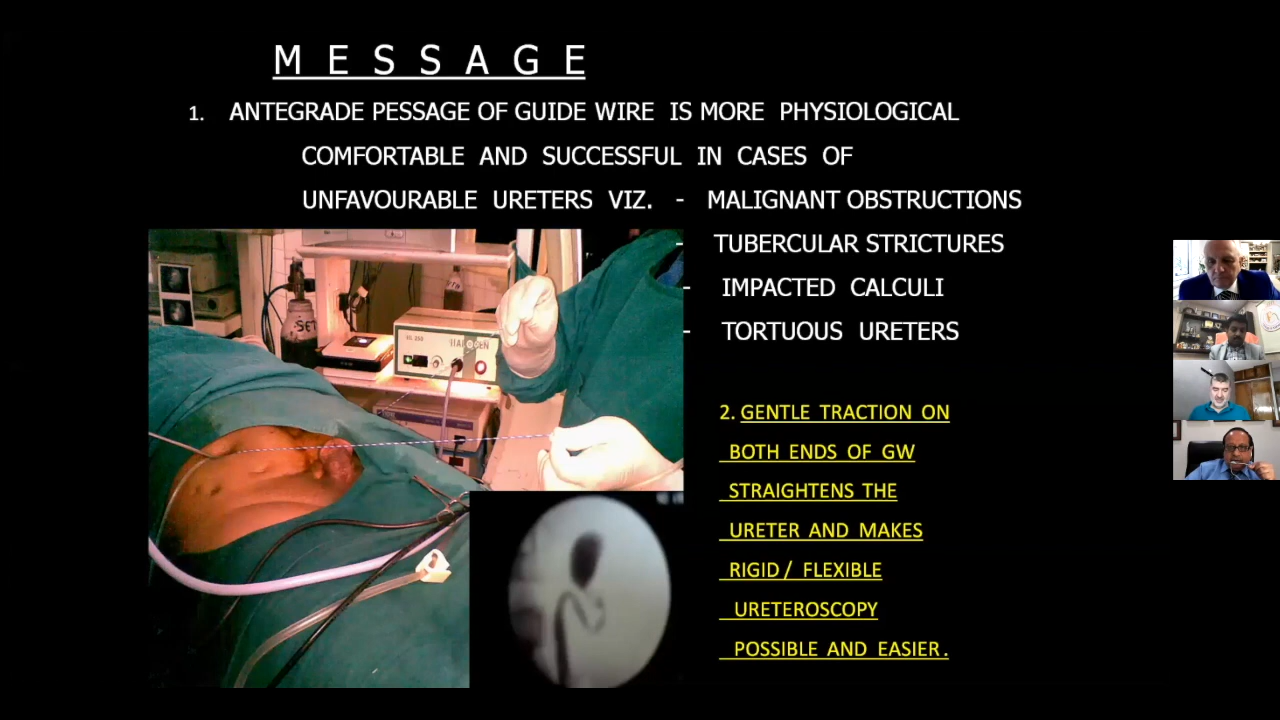 M E S S A G E
1. ANTEGRADE PESSAGE OF GUIDE WIRE IS MORE PHYSIOLOGICAL
COMFORTABLE AND SUCCESSFUL IN CASES OF
UNFAVOURABLE URETERS VIZ. - MALIGNANT OBSTRUCTIONS
- TUBERCULAR STRICTURES
- IMPACTED CALCULI
- TORTUOUS URETERS
2. GENTLE TRACTION ON
BOTH ENDS OF GW
STRAIGHTENS THE
URETER AND MAKES
RIGID / FLEXIBLE
URETEROSCOPY
POSSIBLE AND EASIER.
SET
HALOGEN